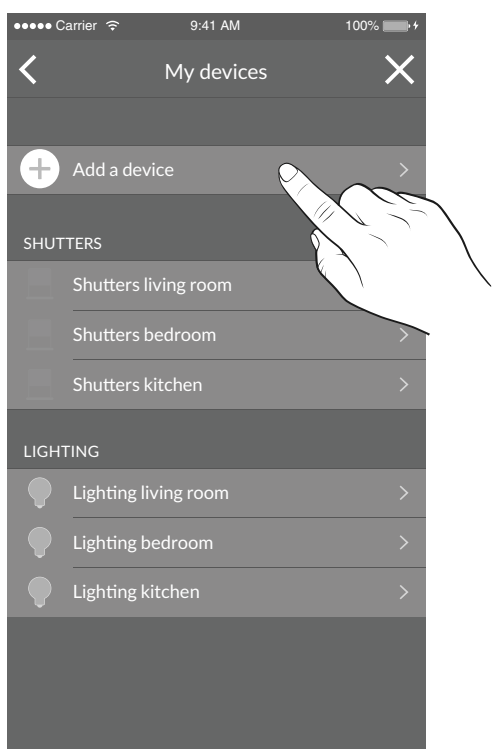 Carrier 9:41 AM 100%
My devices
Add a device
SHUTTERS
Shutters living room
Shutters bedroom
Shutters kitchen
LIGHTING
Lighting living room
Lighting bedroom
Lighting kitchen